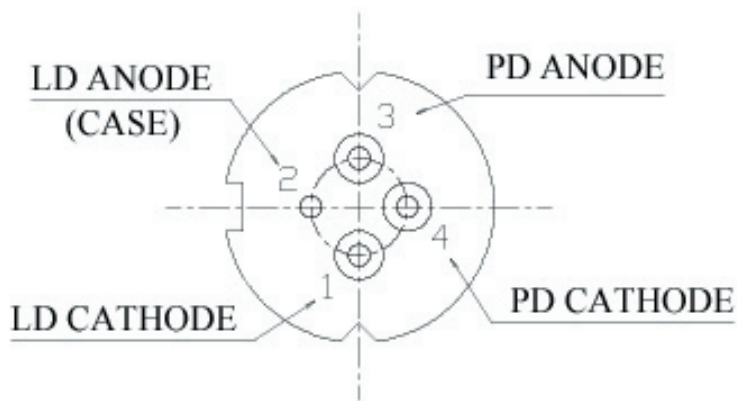 LD ANODE
(CASE)
PD ANODE
3
2
4
1
LD CATHODE
PD CATHODE